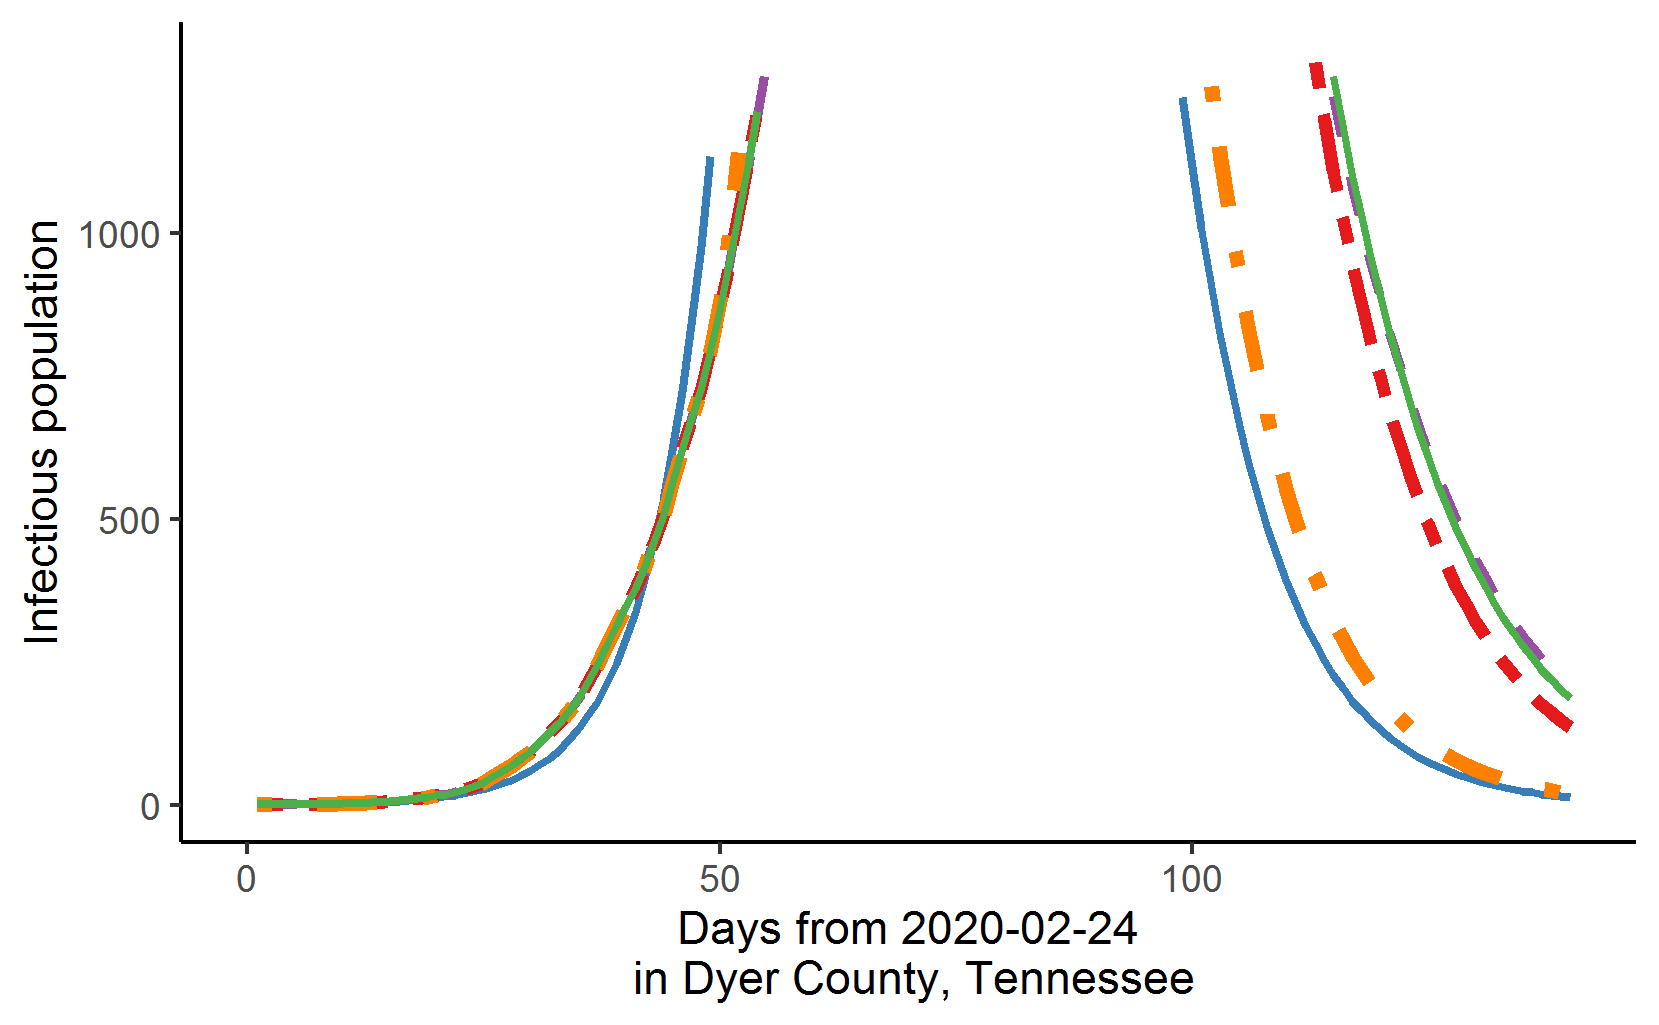 Infectious population
1000
500
0
0 50 100
Days from 2020-02-24
in Dyer County, Tennessee